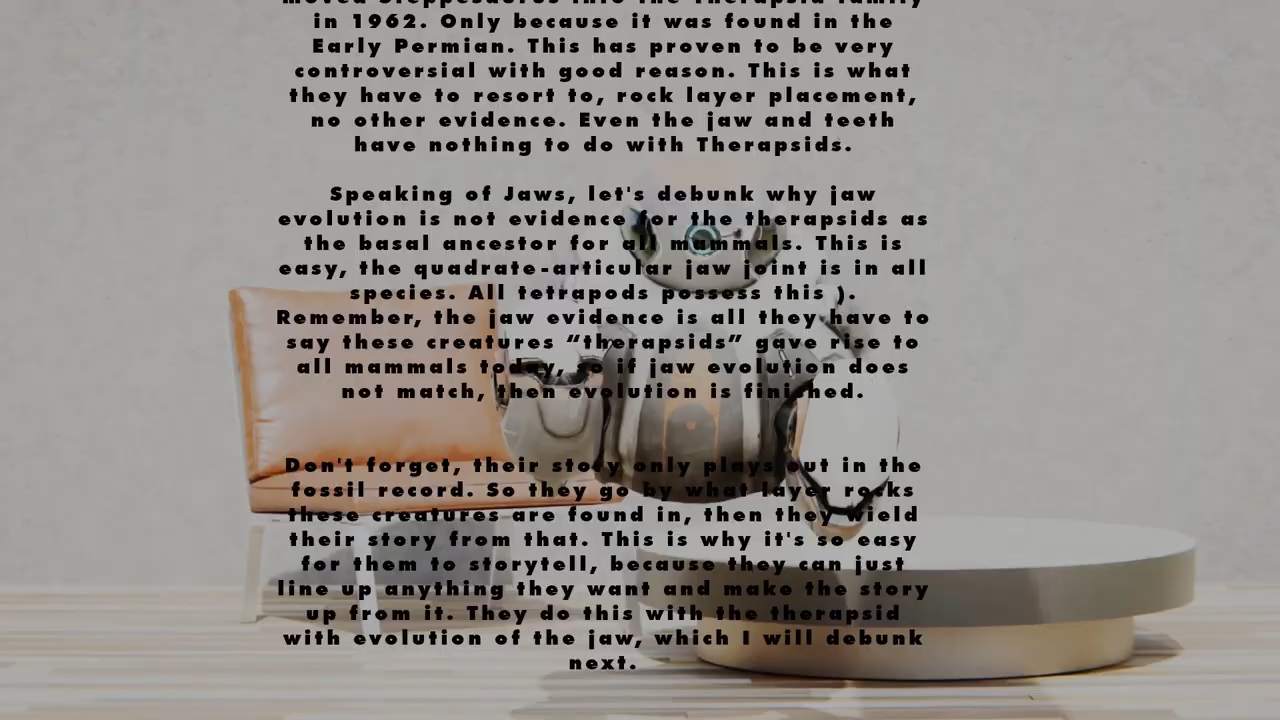 moved Steppesaurus into the Therapsid family
in 1962. Only because it was found in the
Early Permian. This has proven to be very
controversial with good reason. This is what
they have to resort to, rock layer placement,
no other evidence. Even the jaw and teeth
have nothing to do with Therapsids.
Speaking of Jaws, let's debunk why jaw
evolution is not evidence for the therapsids as
the basal ancestor for all mammals. This is
easy, the quadrate-articular jaw joint is in all
species. All tetrapods possess this ).
Remember, the jaw evidence is all they have to
say these creatures “therapsids” gave rise to
all mammals today, so if jaw evolution does
not match, then evolution is finished.
Don't forget, their story only plays out in the
fossil record. So they go by what layer rocks
these creatures are found in, then they wield
their story from that. This is why it's so easy
for them to storytell, because they can just
line up anything they want and make the story
up from it. They do this with the therapsid
with evolution of the jaw, which I will debunk
next.